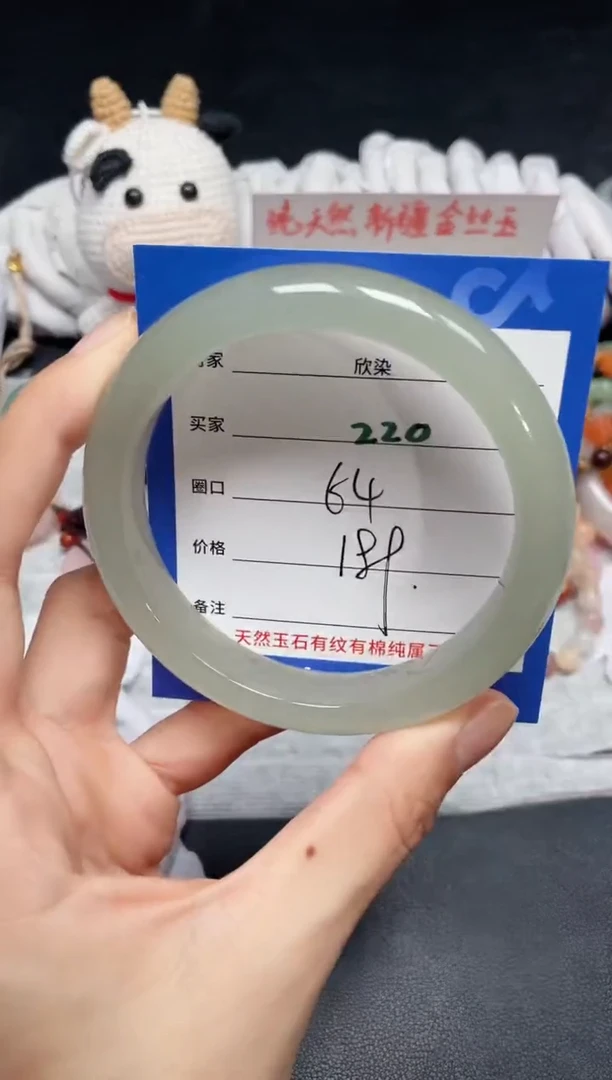 纯天然新疆金丝玉
家 欣染
买家 220
圈口 64
价格
备注
天然玉石有纹有棉纯属